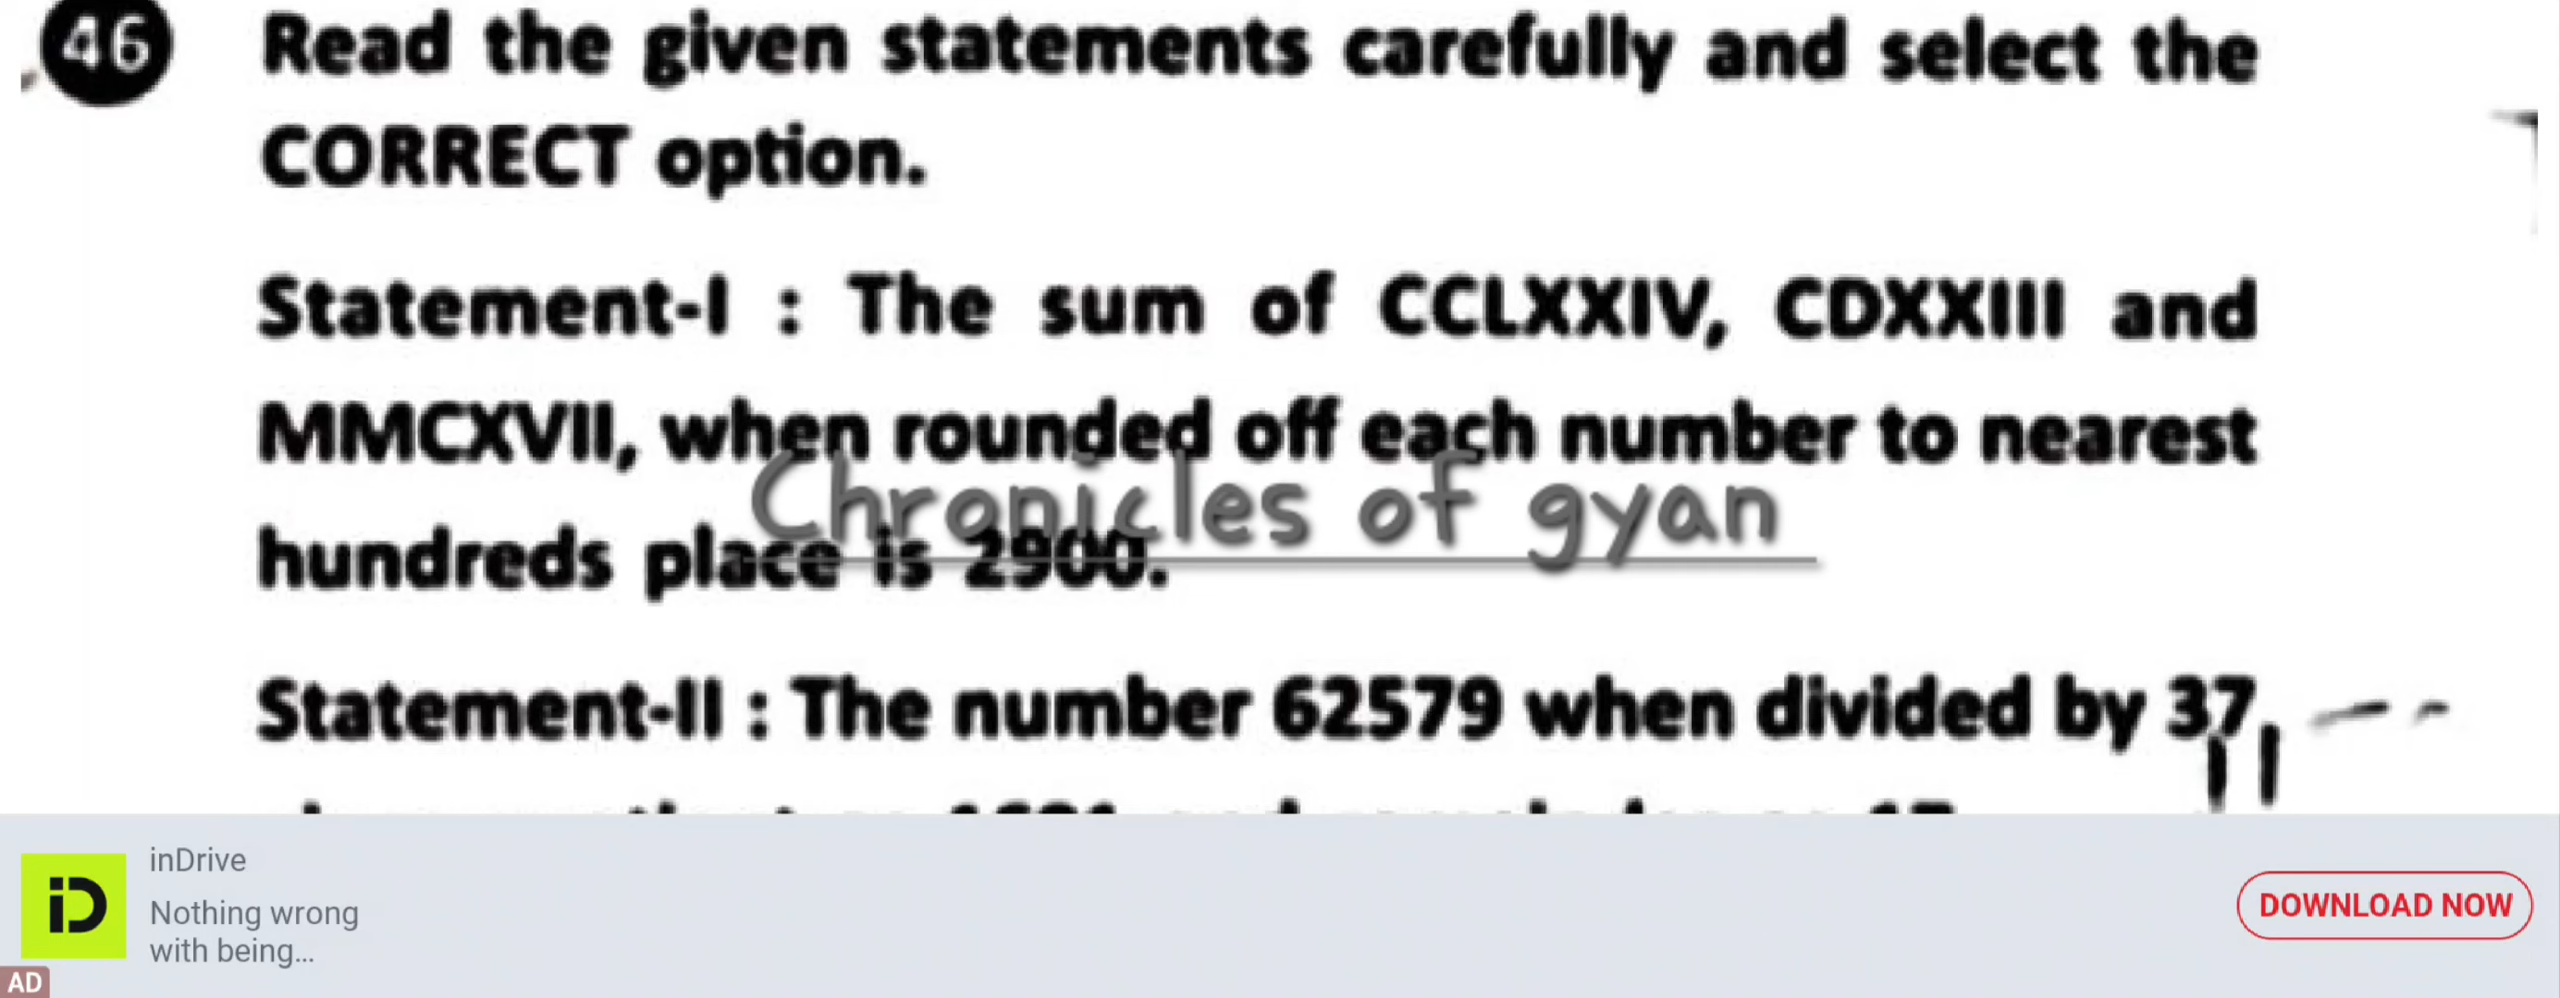 46 Read the given statements carefully and select the
CORRECT option.
Statement-I : The sum of CCLXXIV, CDXXIII and
MMCXVII, when rounded off each number to nearest
Chronicles of gyan
hundreds place is 2900.
Statement-II : The number 62579 when divided by 37,
inDrive
Nothing wrong
with being...
DOWNLOAD NOW
AD